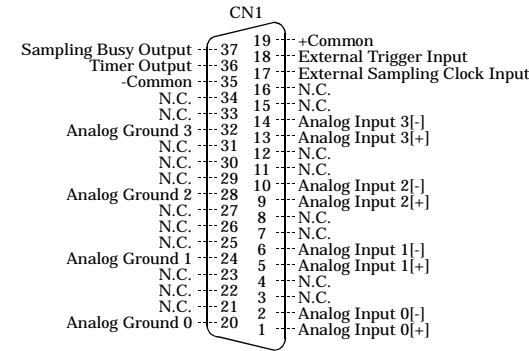 CN1
19 +Common
Sampling Busy Output 37
18 External Trigger Input
Timer Output 36
17 External Sampling Clock Input
-Common 35
16 N.C.
N.C. 34
15 N.C.
N.C. 33
14 Analog Input 3[-]
Analog Ground 3 32
13 Analog Input 3[+]
N.C. 31
12 N.C.
N.C. 30
11 N.C.
N.C. 29
10 Analog Input 2[-]
Analog Ground 2 28
9 Analog Input 2[+]
N.C. 27
8 N.C.
N.C. 26
7 N.C.
N.C. 25
6 Analog Input 1[-]
Analog Ground 1 24
5 Analog Input 1[+]
N.C. 23
4 N.C.
N.C. 22
3 N.C.
N.C. 21
2 Analog Input 0[-]
Analog Ground 0 20
1 Analog Input 0[+]